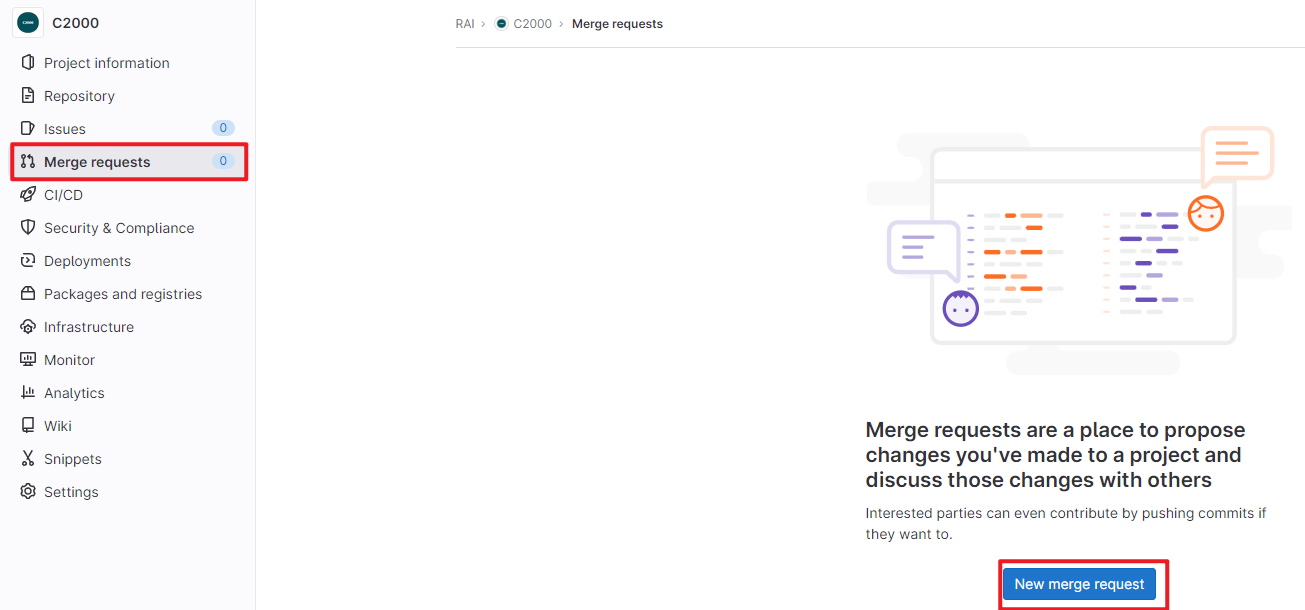 C2000
Project information
Repository
Issues 0
Merge requests 0
CI/CD
Security & Compliance
Deployments
Packages and registries
Infrastructure
Monitor
Analytics
Wiki
Snippets
Settings
RAI › C2000 › Merge requests
Merge requests are a place to propose
changes you've made to a project and
discuss those changes with others
Interested parties can even contribute by pushing commits if
they want to.
New merge request